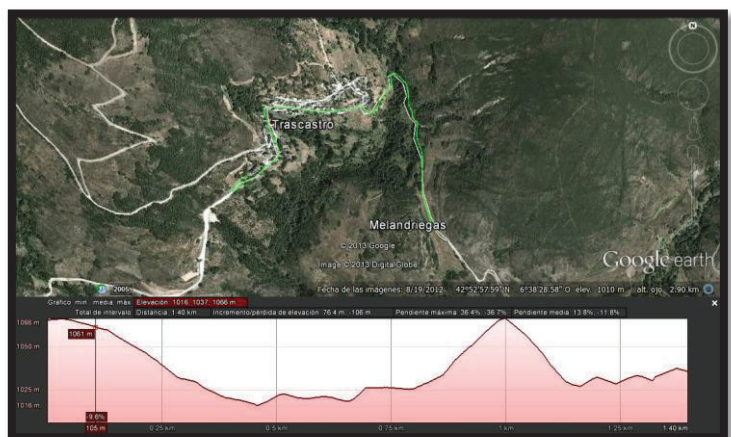 N
Trascastro
Melandriegas
© 2013 Google
Image © 2013 DigitalGlobe
Google earth
2005
Fecha de las imágenes: 8/19/2012 42°52'57.59" N 6°38'28.58" O elev. 1010 m alt. ojo 2.90 km
Gráfico: mín., media, máx. Elevación: 1016, 1037, 1066 m
Total de intervalo: Distancia: 1.40 km Incremento/pérdida de elevación: 76.4 m, -106 m Pendiente máxima: 36.4%, -36.7% Pendiente media: 13.8%, -11.8%
1066 m
1061 m
1050 m
1025 m
1016 m
-9.6%
105 m 0.25 km 0.5 km 0.75 km 1 km 1.25 km 1.40 km